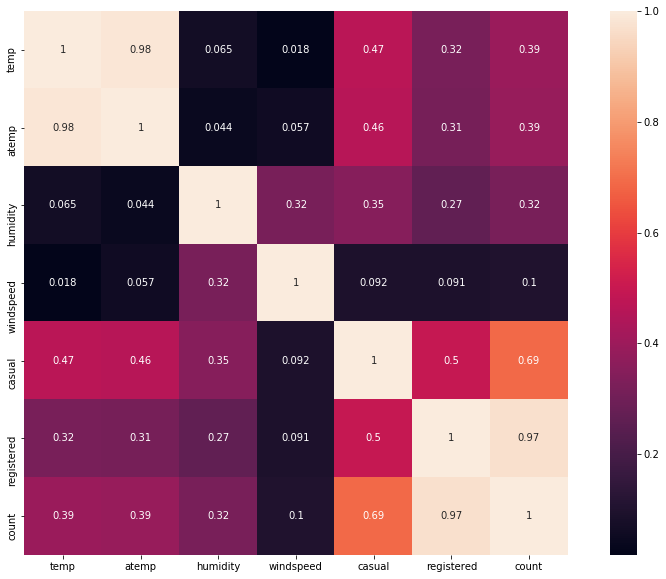 temp 1 0.98 0.065 0.018 0.47 0.32 0.39
atemp 0.98 1 0.044 0.057 0.46 0.31 0.39
humidity 0.065 0.044 1 0.32 0.35 0.27 0.32
windspeed 0.018 0.057 0.32 1 0.092 0.091 0.1
casual 0.47 0.46 0.35 0.092 1 0.5 0.69
registered 0.32 0.31 0.27 0.091 0.5 1 0.97
count 0.39 0.39 0.32 0.1 0.69 0.97 1
temp atemp humidity windspeed casual registered count
1.0
0.8
0.6
0.4
0.2